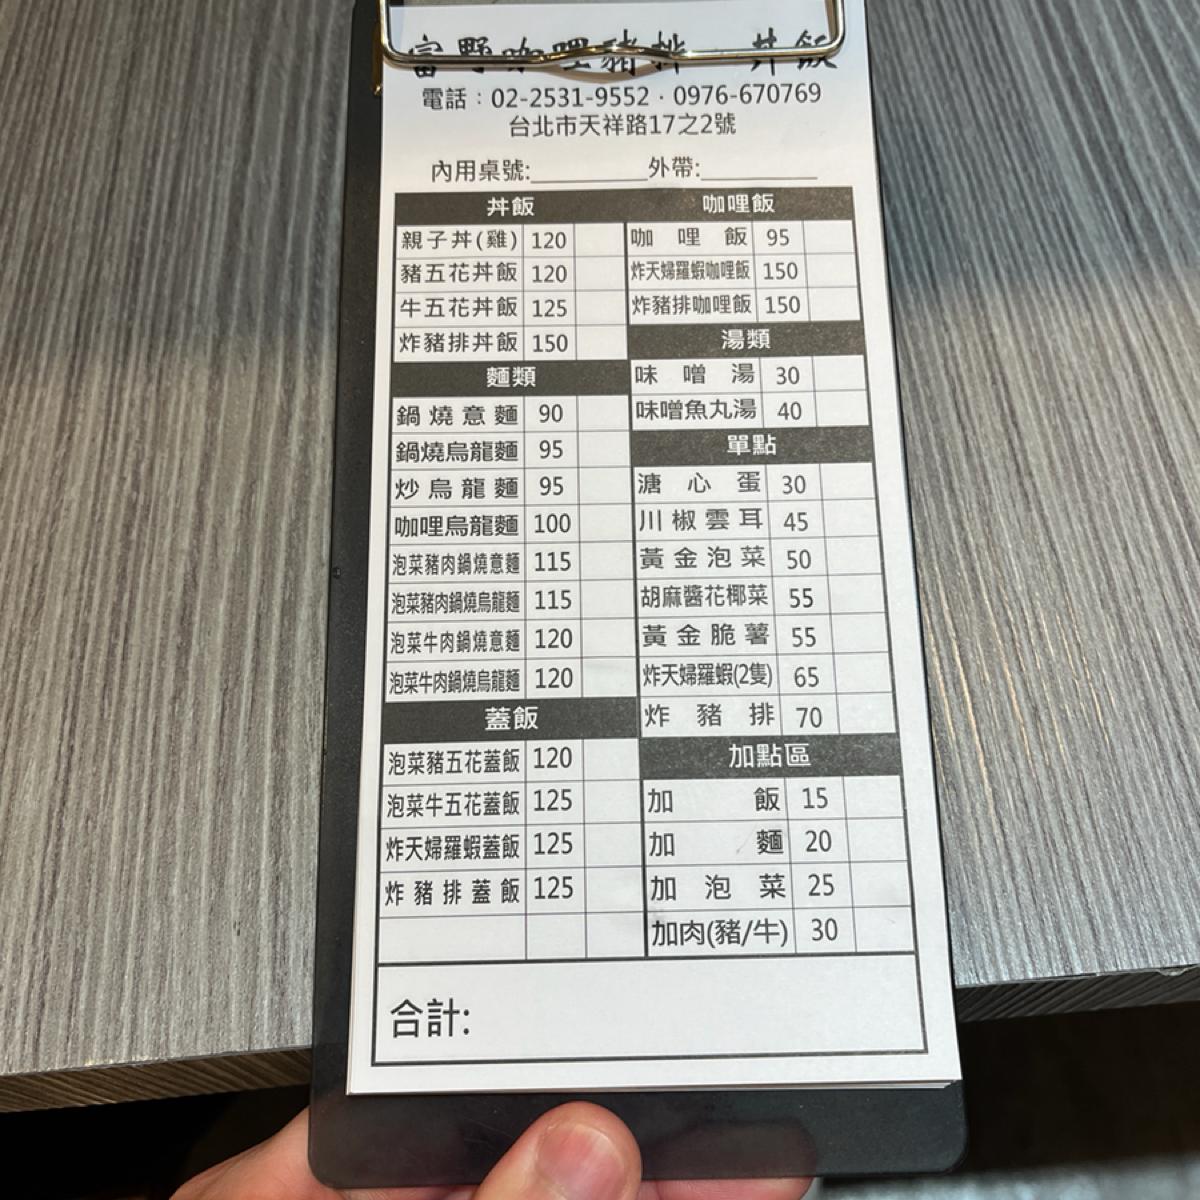 富野咖哩豬排 丼飯
電話：02-2531-9552 · 0976-670769
台北市天祥路17之2號
內用桌號:________外帶:________
丼飯
親子丼(雞) 120
豬五花丼飯 120
牛五花丼飯 125
炸豬排丼飯 150
麵類
鍋燒意麵 90
鍋燒烏龍麵 95
炒烏龍麵 95
咖哩烏龍麵 100
泡菜豬肉鍋燒意麵 115
泡菜豬肉鍋燒烏龍麵 115
泡菜牛肉鍋燒意麵 120
泡菜牛肉鍋燒烏龍麵 120
蓋飯
泡菜豬五花蓋飯 120
泡菜牛五花蓋飯 125
炸天婦羅蝦蓋飯 125
炸豬排蓋飯 125
咖哩飯
咖哩飯 95
炸天婦羅蝦咖哩飯 150
炸豬排咖哩飯 150
湯類
味噌湯 30
味噌魚丸湯 40
單點
溏心蛋 30
川椒雲耳 45
黃金泡菜 50
胡麻醬花椰菜 55
黃金脆薯 55
炸天婦羅蝦(2隻) 65
炸豬排 70
加點區
加飯 15
加麵 20
加泡菜 25
加肉(豬/牛) 30
合計: